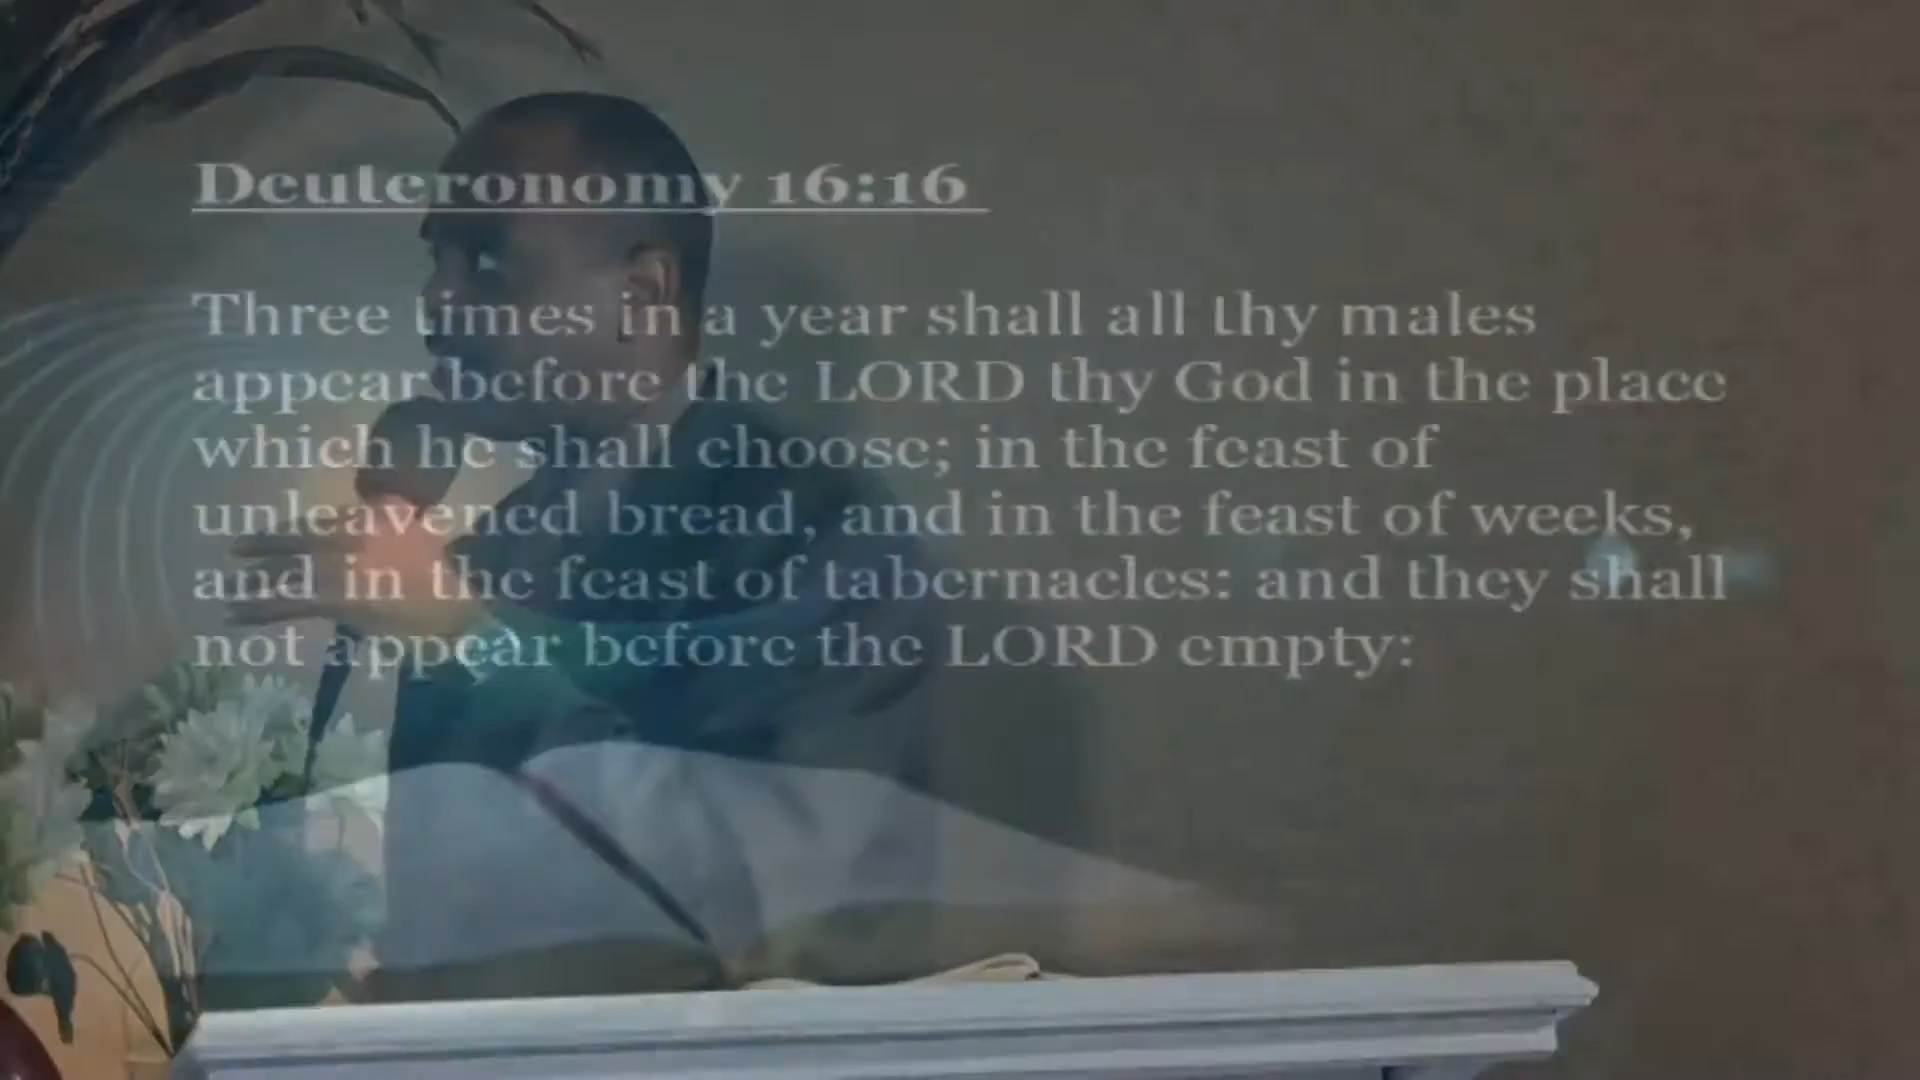 Deuteronomy 16:16
Three times in a year shall all thy males
appear before the LORD thy God in the place
which he shall choose; in the feast of
unleavened bread, and in the feast of weeks,
and in the feast of tabernacles: and they shall
not appear before the LORD empty: